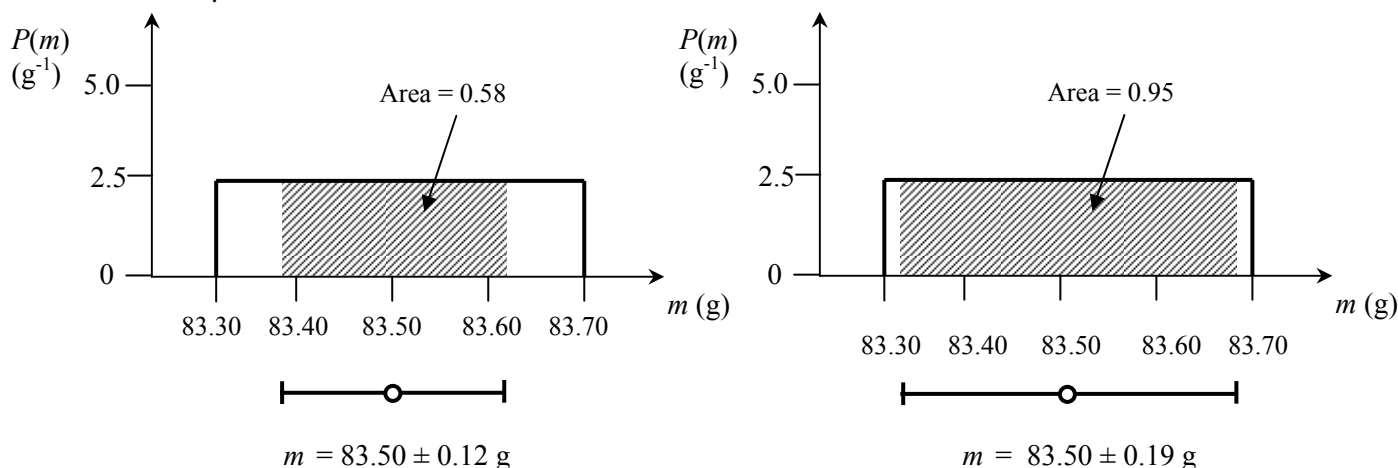 P(m)
(g⁻¹)
5.0
2.5
0
Area = 0.58
83.30 83.40 83.50 83.60 83.70
m (g)
m = 83.50 ± 0.12 g
P(m)
(g⁻¹)
5.0
2.5
0
Area = 0.95
83.30 83.40 83.50 83.60 83.70
m (g)
m = 83.50 ± 0.19 g